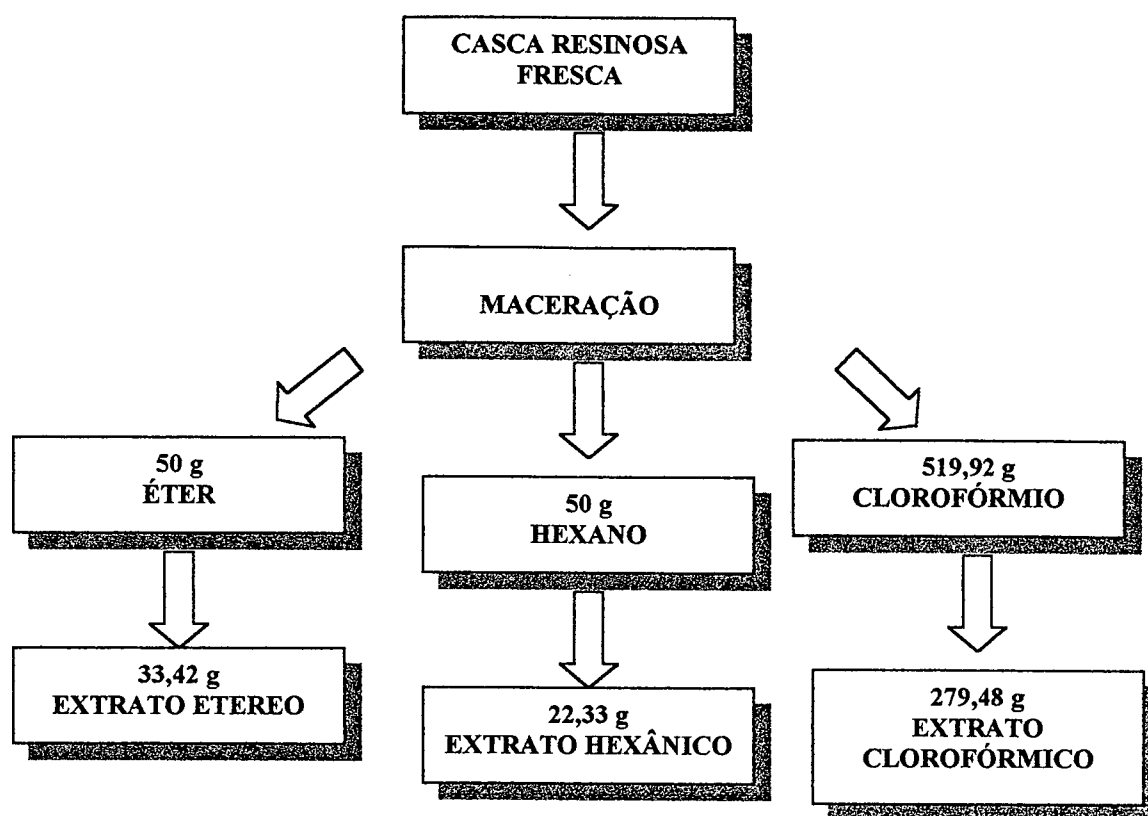 CASCA RESINOSA
FRESCA
MACERAÇÃO
50 g
ÉTER
50 g
HEXANO
519,92 g
CLOROFÓRMIO
33,42 g
EXTRATO ETEREO
22,33 g
EXTRATO HEXÂNICO
279,48 g
EXTRATO
CLOROFÓRMICO